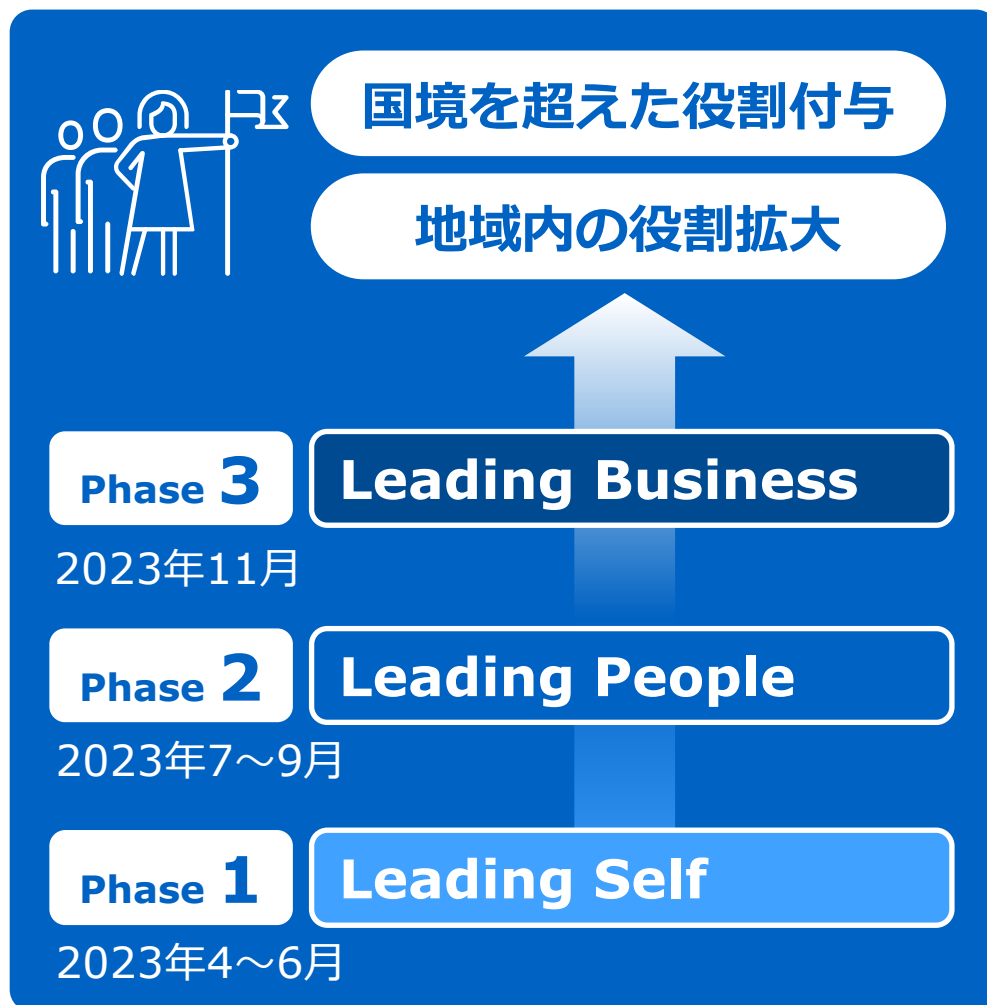 国境を超えた役割付与
地域内の役割拡大
Phase 3 Leading Business
2023年11月
Phase 2 Leading People
2023年7～9月
Phase 1 Leading Self
2023年4～6月